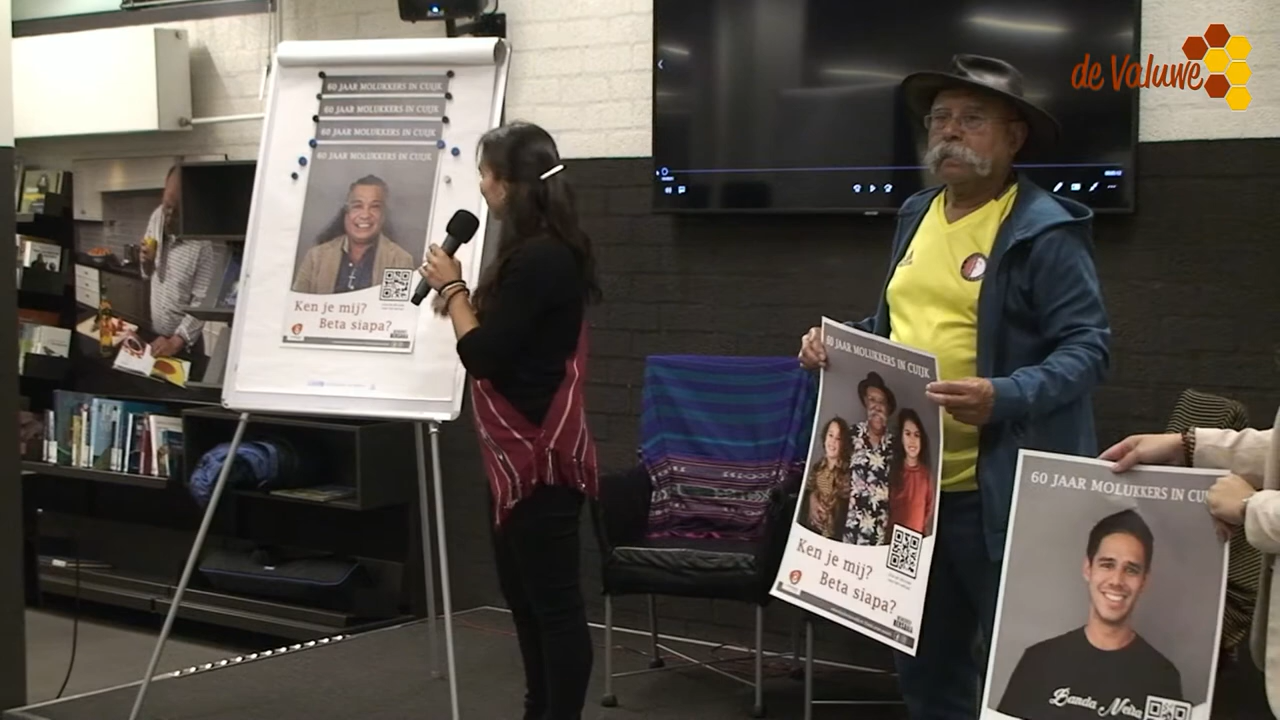 de Valuwe
60 JAAR MOLUKKERS IN CUIJK
60 JAAR MOLUKKERS IN CUIJK
60 JAAR MOLUKKERS IN CUIJK
60 JAAR MOLUKKERS IN CUIJK
Ken je mij?
Beta siapa?
60 JAAR MOLUKKERS IN CUIJK
Ken je mij?
Beta siapa?
60 JAAR MOLUKKERS IN CU
Banda Neira